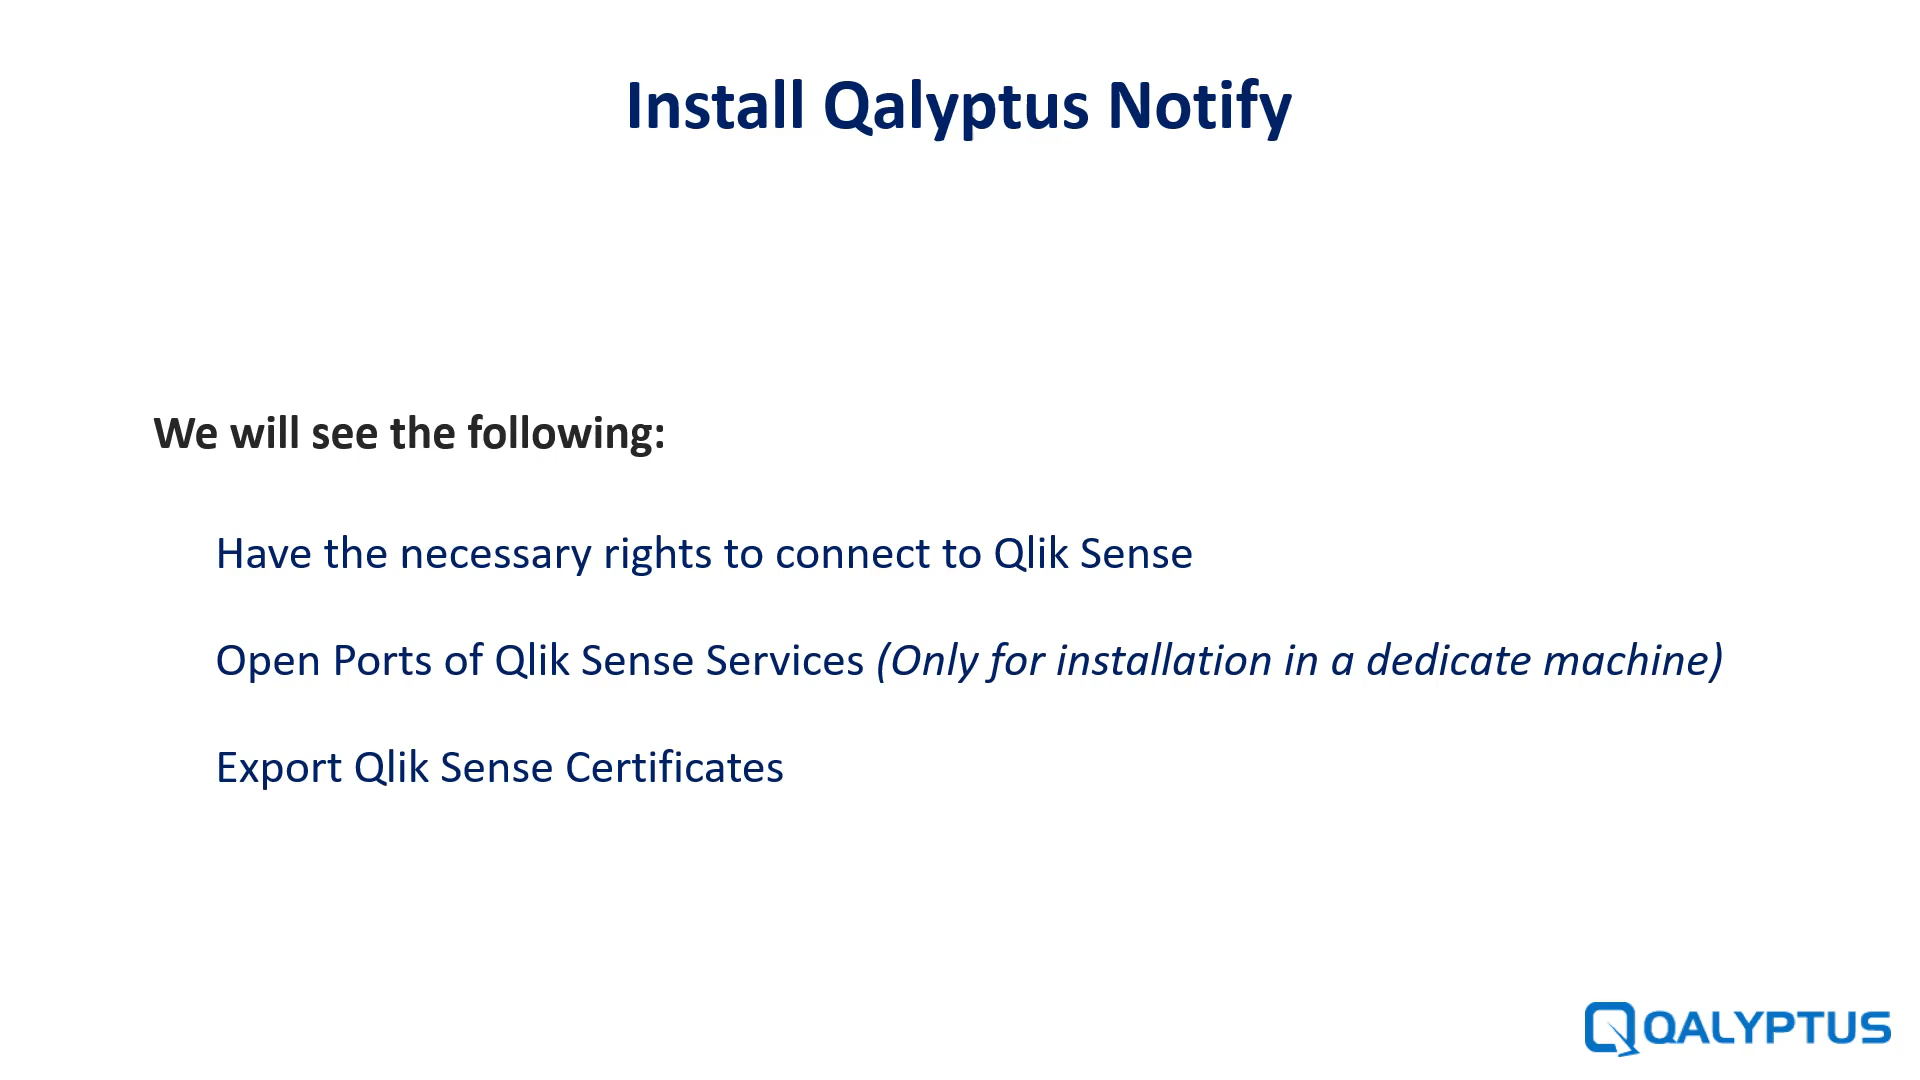 Install Qalyptus Notify
We will see the following:
Have the necessary rights to connect to Qlik Sense
Open Ports of Qlik Sense Services (Only for installation in a dedicate machine)
Export Qlik Sense Certificates
QALYPTUS